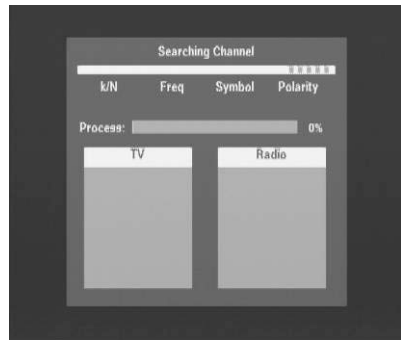 Searching Channel
k/N Freq Symbol Polarity
Process: 0%
TV Radio